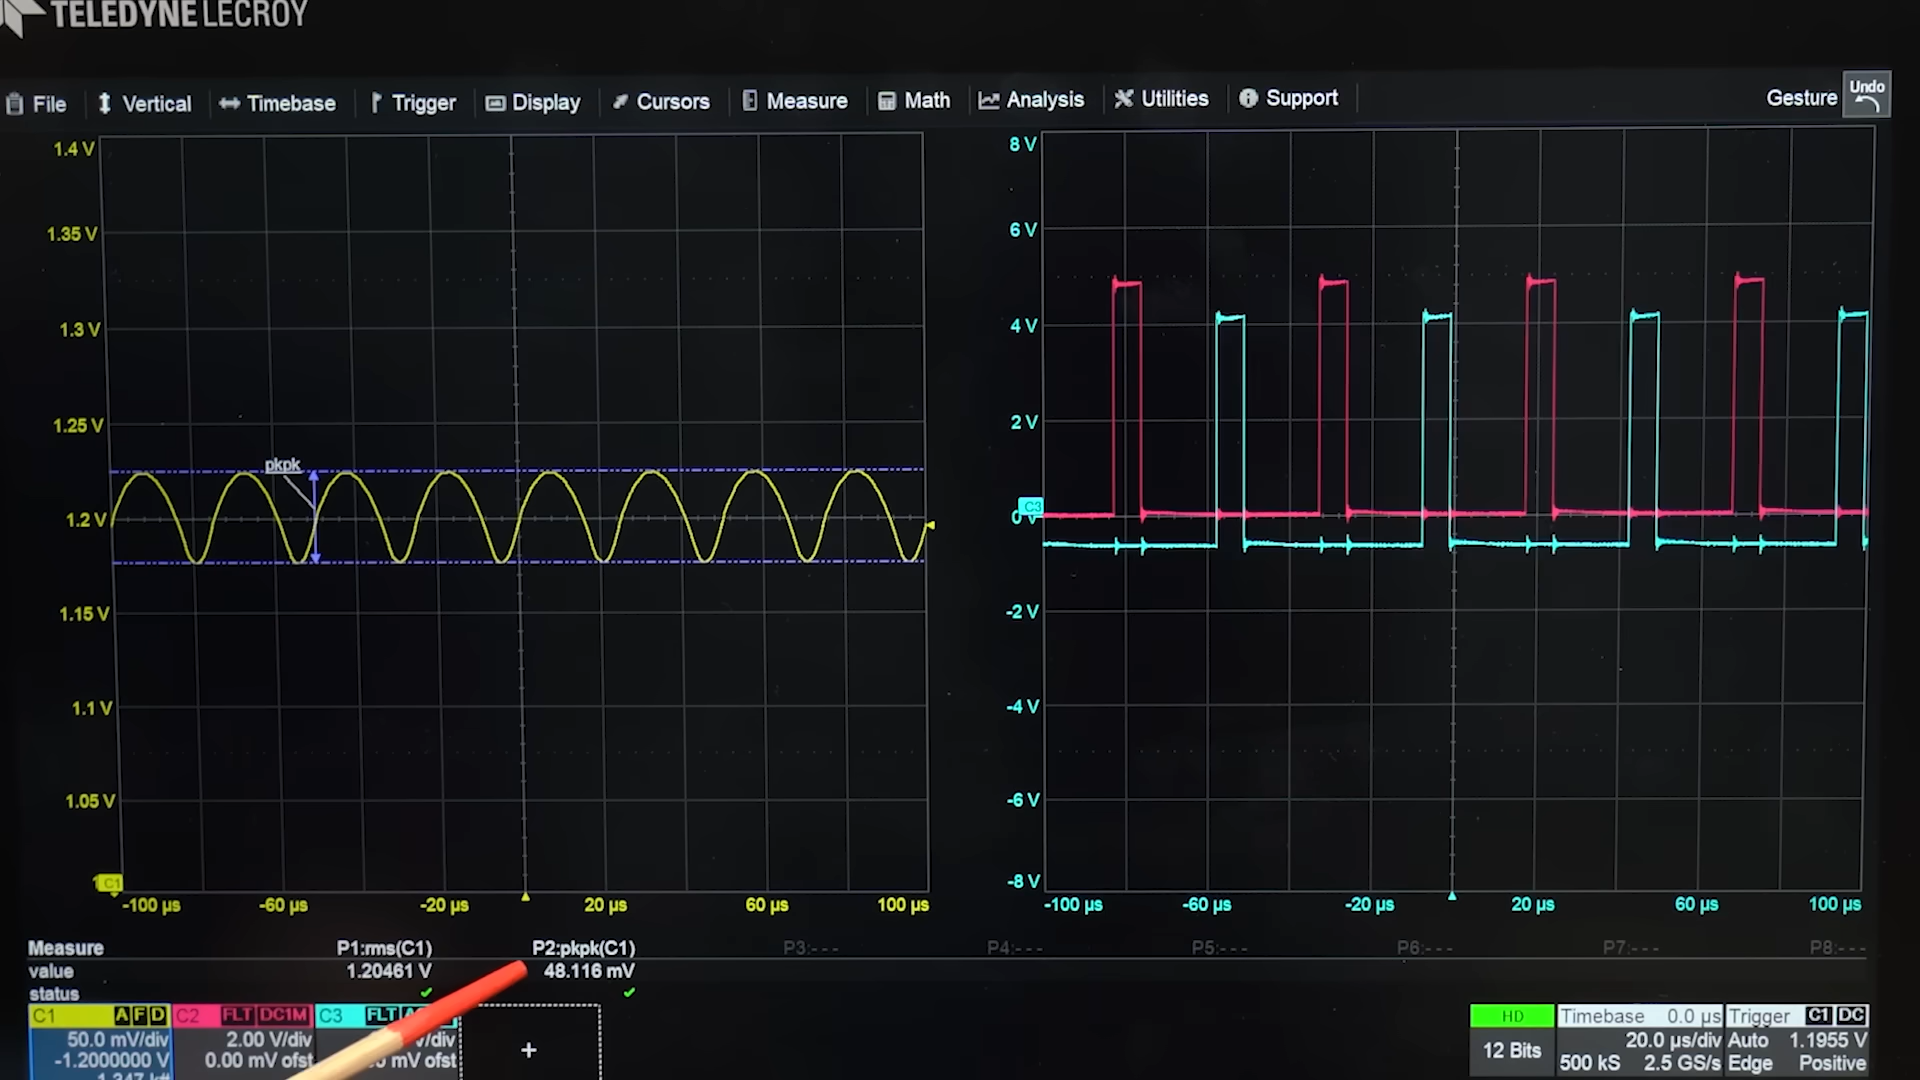 TELEDYNE LECROY
File Vertical Timebase Trigger Display Cursors Measure Math Analysis Utilities Support Gesture Undo
1.4 V
1.35 V
1.3 V
1.25 V
1.2 V
1.15 V
1.1 V
1.05 V
C1
pkpk
-100 µs -60 µs -20 µs 20 µs 60 µs 100 µs
8 V
6 V
4 V
2 V
C3
0 V
-2 V
-4 V
-6 V
-8 V
-100 µs -60 µs -20 µs 20 µs 60 µs 100 µs
Measure P1:rms(C1) P2:pkpk(C1) P3:--- P4:--- P5:--- P6:--- P7:--- P8:---
value 1.20461 V 48.116 mV
status
C1 A F D
50.0 mV/div
-1.2000000 V
C2 FLT DC1M
2.00 V/div
0.00 mV ofst
C3 FLT
V/div
mV ofst
+
HD
12 Bits
Timebase 0.0 µs
20.0 µs/div
500 kS 2.5 GS/s
Trigger C1 DC
Auto 1.1955 V
Edge Positive